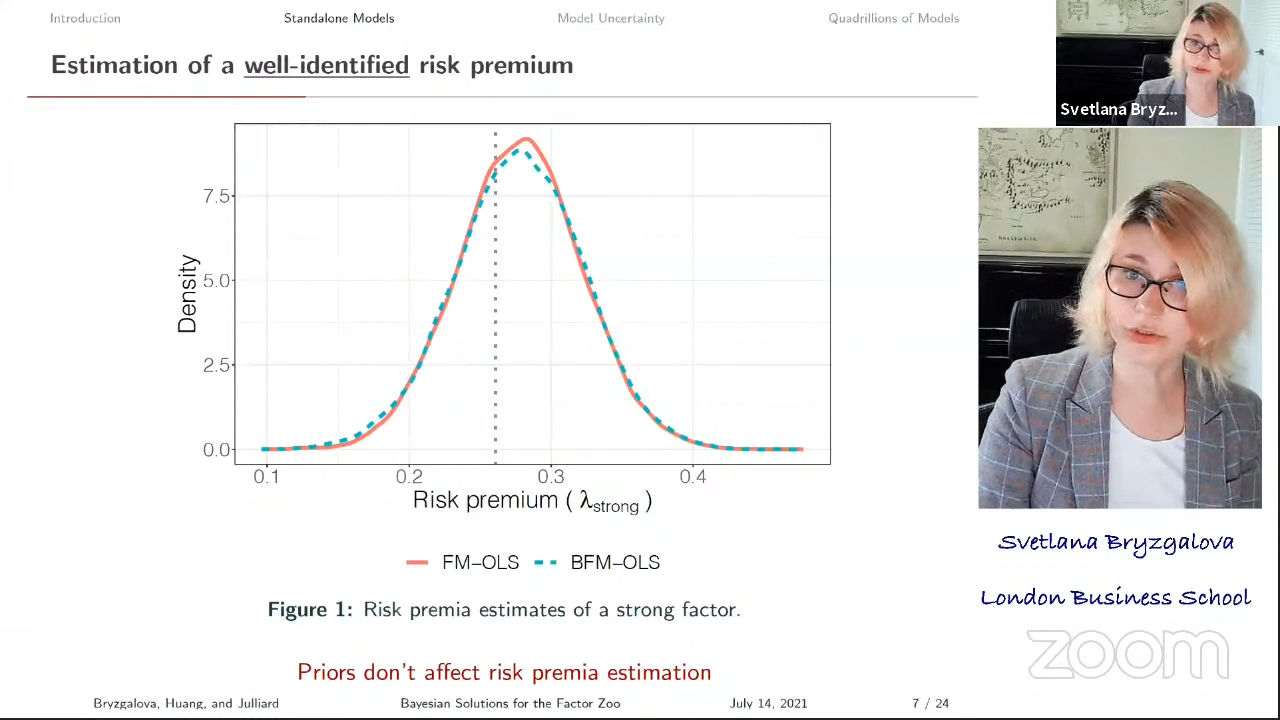 Introduction
Standalone Models
Model Uncertainty
Quadrillions of Models
Estimation of a well-identified risk premium
Svetlana Bryz...
7.5
5.0
2.5
0.0
Density
0.1
0.2
0.3
0.4
Risk premium ( λstrong )
FM–OLS
BFM–OLS
Figure 1: Risk premia estimates of a strong factor.
Priors don't affect risk premia estimation
Bryzgalova, Huang, and Julliard
Bayesian Solutions for the Factor Zoo
July 14, 2021
7 / 24
Svetlana Bryzgalova
London Business School
zoom